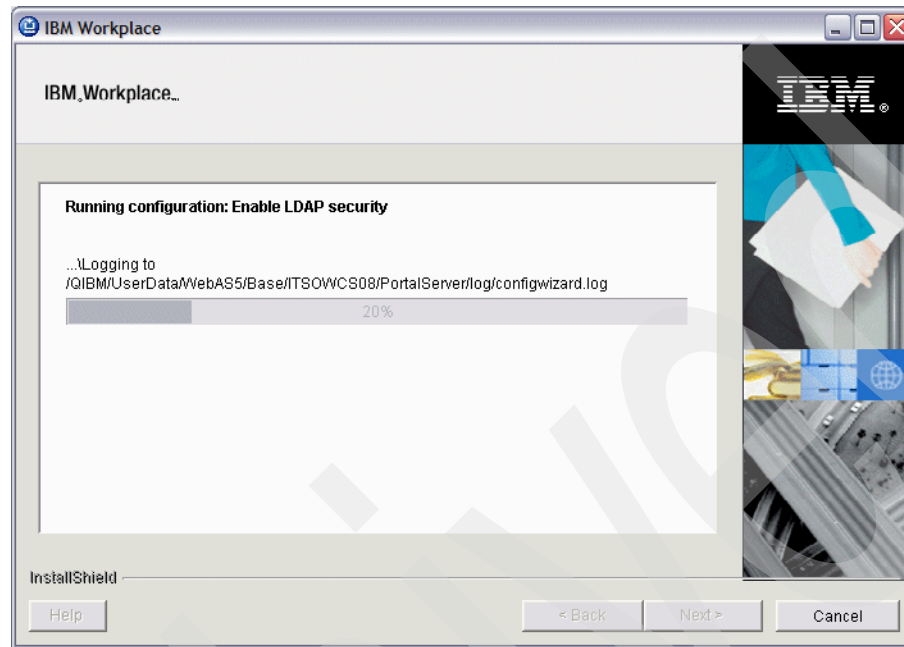 IBM Workplace
IBM Workplace™
IBM®
Running configuration: Enable LDAP security
...\Logging to
/QIBM/UserData/WebAS5/Base/ITSOWCS08/PortalServer/log/configwizard.log
20%
InstallShield
Help
< Back
Next >
Cancel